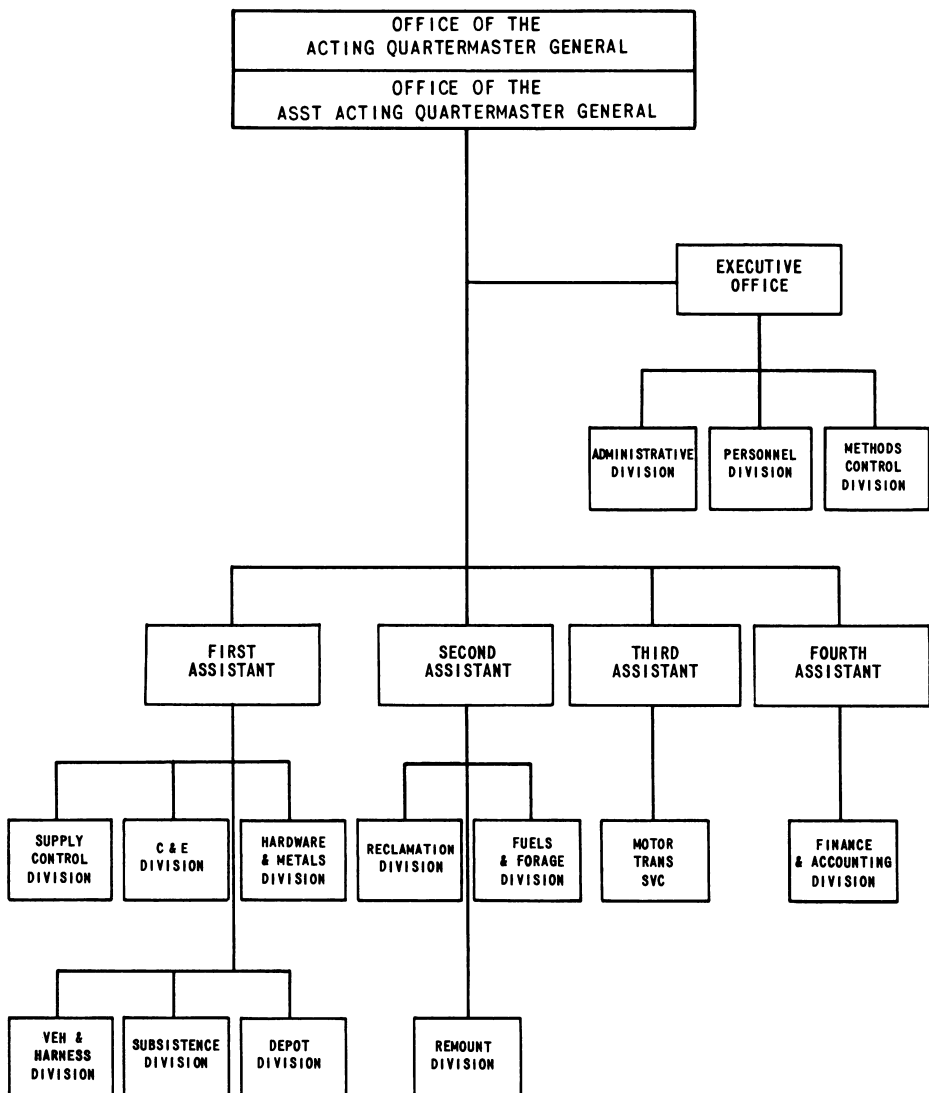 OFFICE OF THE
ACTING QUARTERMASTER GENERAL
OFFICE OF THE
ASST ACTING QUARTERMASTER GENERAL
EXECUTIVE
OFFICE
ADMINISTRATIVE
DIVISION
PERSONNEL
DIVISION
METHODS
CONTROL
DIVISION
FIRST
ASSISTANT
SECOND
ASSISTANT
THIRD
ASSISTANT
FOURTH
ASSISTANT
SUPPLY
CONTROL
DIVISION
C & E
DIVISION
HARDWARE
& METALS
DIVISION
RECLAMATION
DIVISION
FUELS
& FORAGE
DIVISION
MOTOR
TRANS
SVC
FINANCE
& ACCOUNTING
DIVISION
VEH &
HARNESS
DIVISION
SUBSISTENCE
DIVISION
DEPOT
DIVISION
REMOUNT
DIVISION